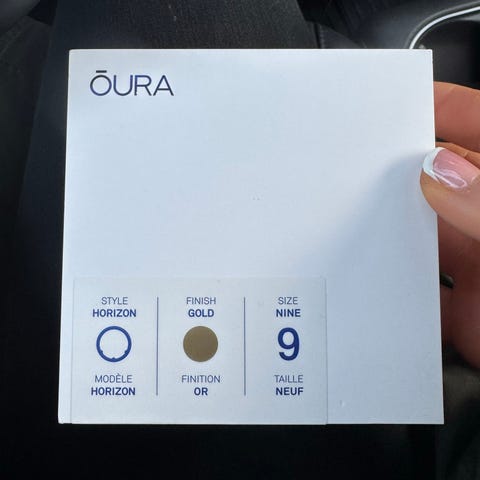 ŌURA
STYLE
HORIZON
MODÈLE
HORIZON
FINISH
GOLD
FINITION
OR
SIZE
NINE
9
TAILLE
NEUF